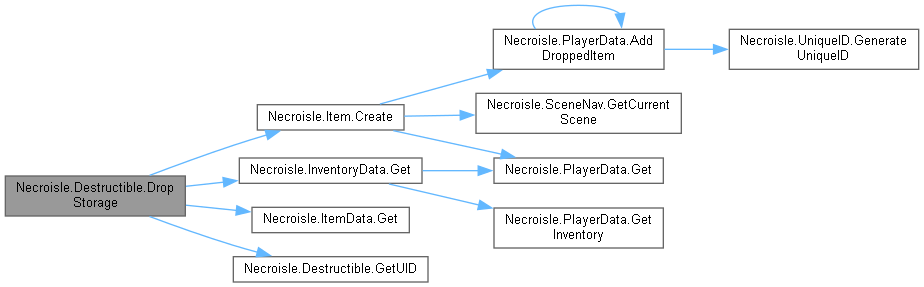 Necroisle.PlayerData.Add
DroppedItem
Necroisle.UniqueID.Generate
UniqueID
Necroisle.Item.Create
Necroisle.SceneNav.GetCurrent
Scene
Necroisle.InventoryData.Get
Necroisle.PlayerData.Get
Necroisle.Destructible.Drop
Storage
Necroisle.ItemData.Get
Necroisle.PlayerData.Get
Inventory
Necroisle.Destructible.GetUID